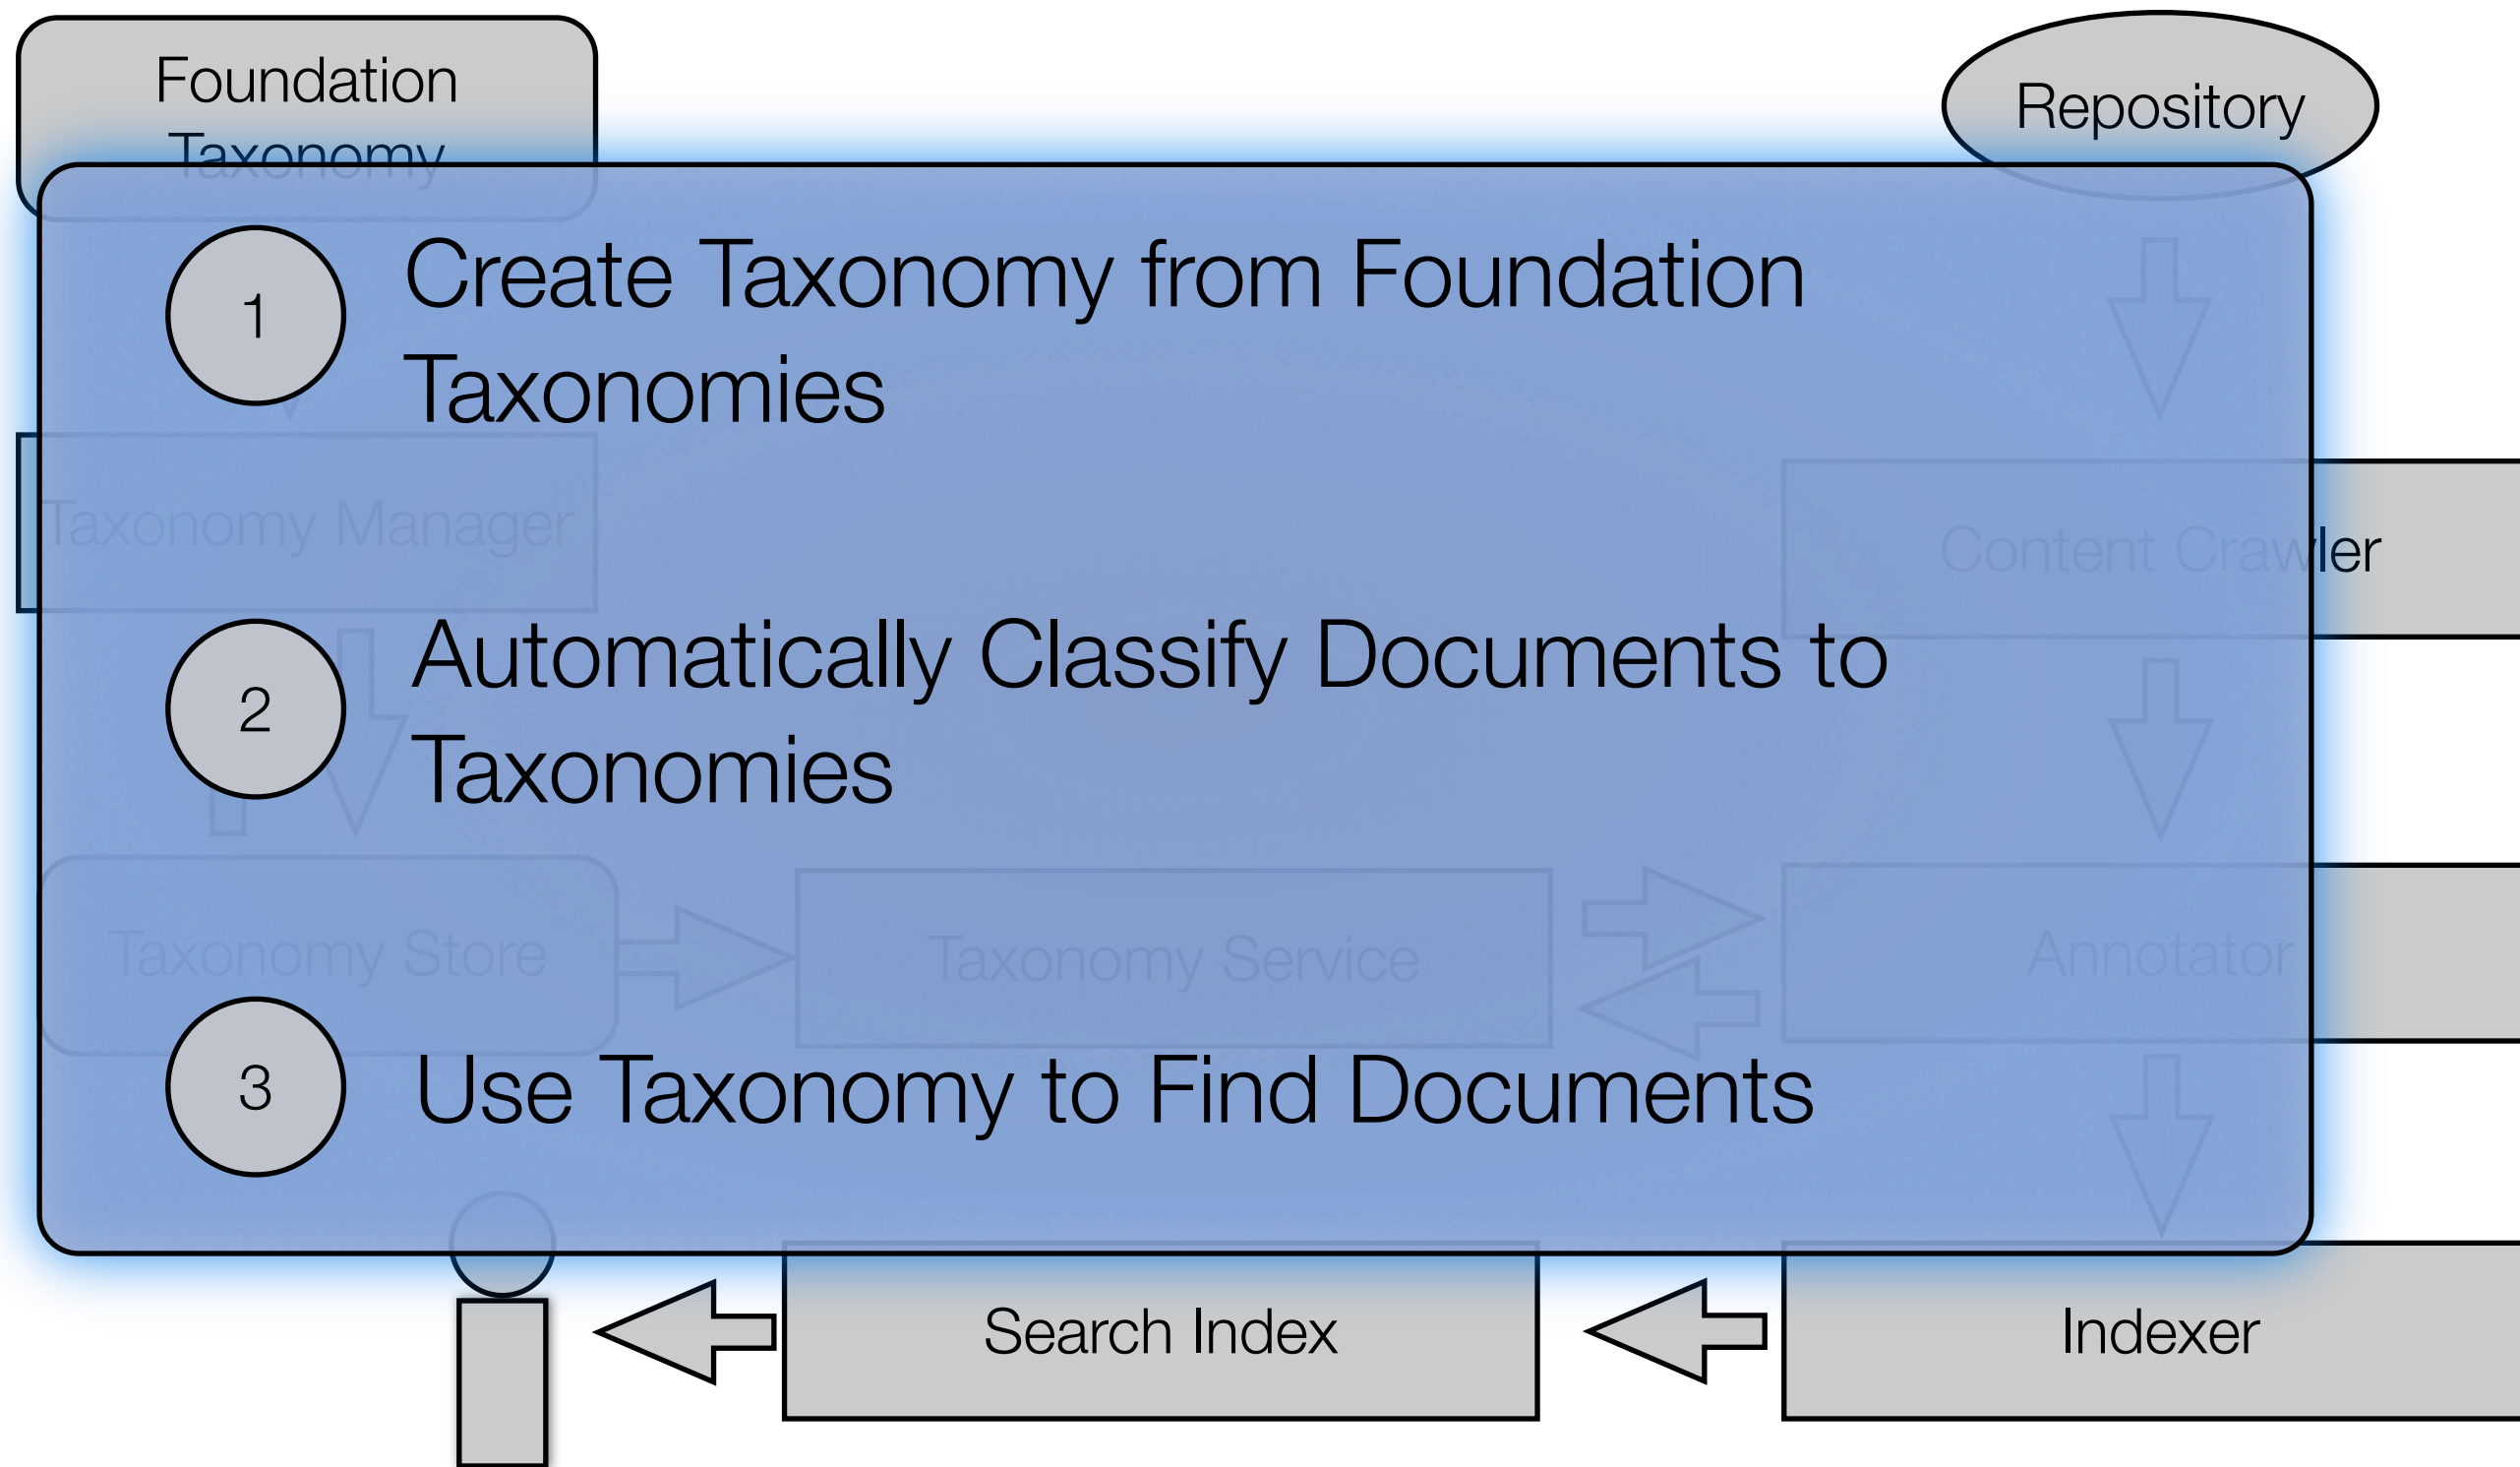 Foundation
Taxonomy
Repository
1
Create Taxonomy from Foundation
Taxonomies
Taxonomy Manager
Content Crawler
2
Automatically Classify Documents to
Taxonomies
Taxonomy Store
Taxonomy Service
Annotator
3
Use Taxonomy to Find Documents
Search Index
Indexer